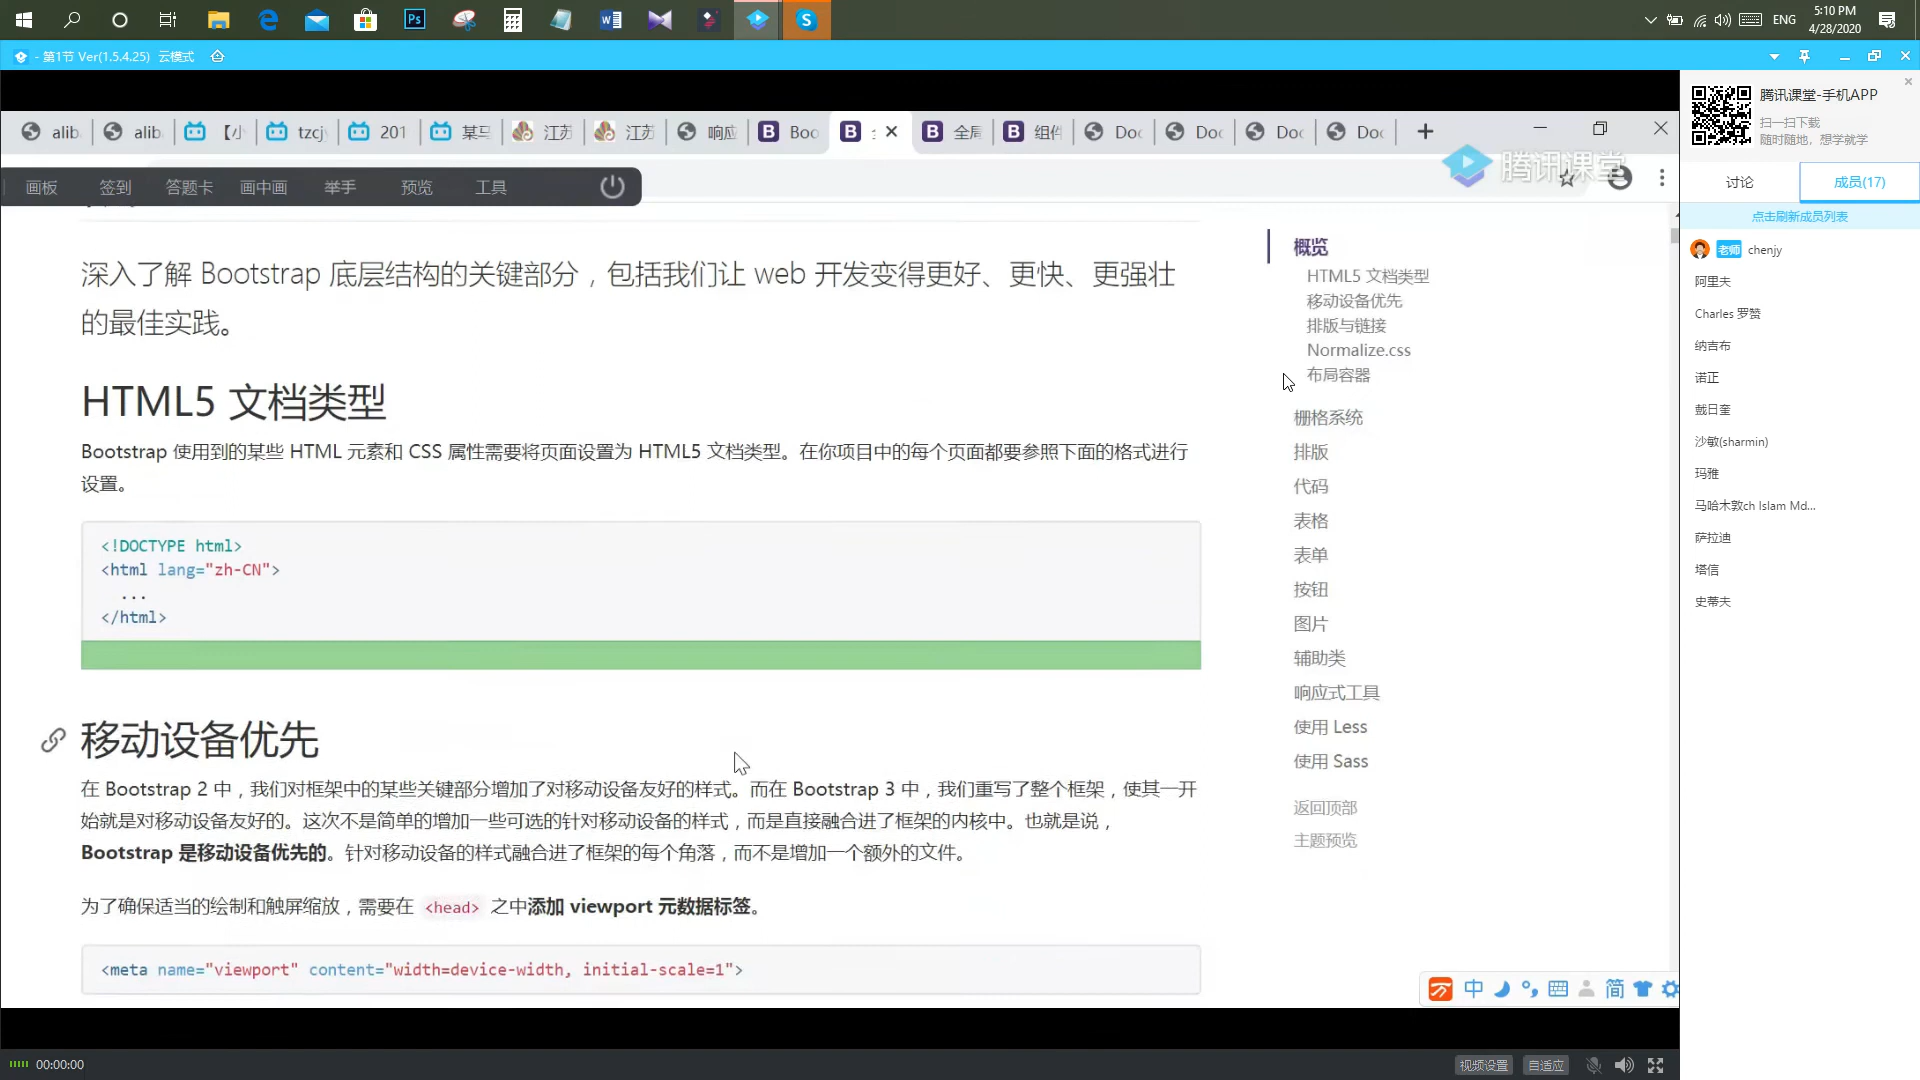 5:10 PM
ENG
4/28/2020
- 第1节 Ver(1.5.4.25) 云模式
alib
alib
【小
tzcj
201
某马
江苏
江苏
响应
Boo
全局
组件
Doc
Doc
Doc
Doc
画板 签到 答题卡 画中画 举手 预览 工具
腾讯课堂
深入了解 Bootstrap 底层结构的关键部分，包括我们让 web 开发变得更好、更快、更强壮
的最佳实践。
HTML5 文档类型
Bootstrap 使用到的某些 HTML 元素和 CSS 属性需要将页面设置为 HTML5 文档类型。在你项目中的每个页面都要参照下面的格式进行
设置。
<!DOCTYPE html>
<html lang="zh-CN">
...
</html>
移动设备优先
在 Bootstrap 2 中，我们对框架中的某些关键部分增加了对移动设备友好的样式。而在 Bootstrap 3 中，我们重写了整个框架，使其一开
始就是对移动设备友好的。这次不是简单的增加一些可选的针对移动设备的样式，而是直接融合进了框架的内核中。也就是说，
Bootstrap 是移动设备优先的。针对移动设备的样式融合进了框架的每个角落，而不是增加一个额外的文件。
为了确保适当的绘制和触屏缩放，需要在 <head> 之中添加 viewport 元数据标签。
<meta name="viewport" content="width=device-width, initial-scale=1">
概览
HTML5 文档类型
移动设备优先
排版与链接
Normalize.css
布局容器
栅格系统
排版
代码
表格
表单
按钮
图片
辅助类
响应式工具
使用 Less
使用 Sass
返回顶部
主题预览
中
简
腾讯课堂-手机APP
扫一扫下载
随时随地，想学就学
讨论
成员(17)
点击刷新成员列表
老师 chenjy
阿里夫
Charles 罗赞
纳吉布
诺正
戴日奎
沙敏(sharmin)
玛雅
马哈木敦ch Islam Md...
萨拉迪
塔信
史蒂夫
00:00:00
视频设置
自适应